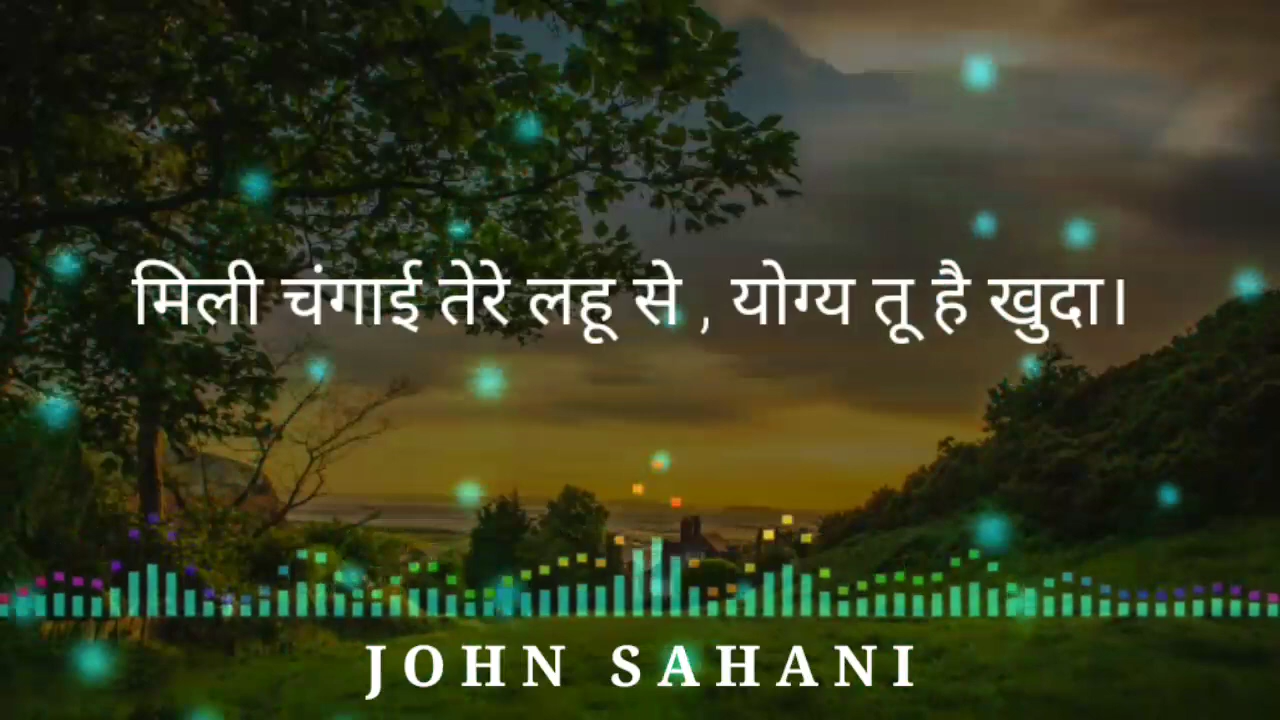 मिली चंगाई तेरे लहू से , योग्य तू है खुदा।
JOHN SAHANI